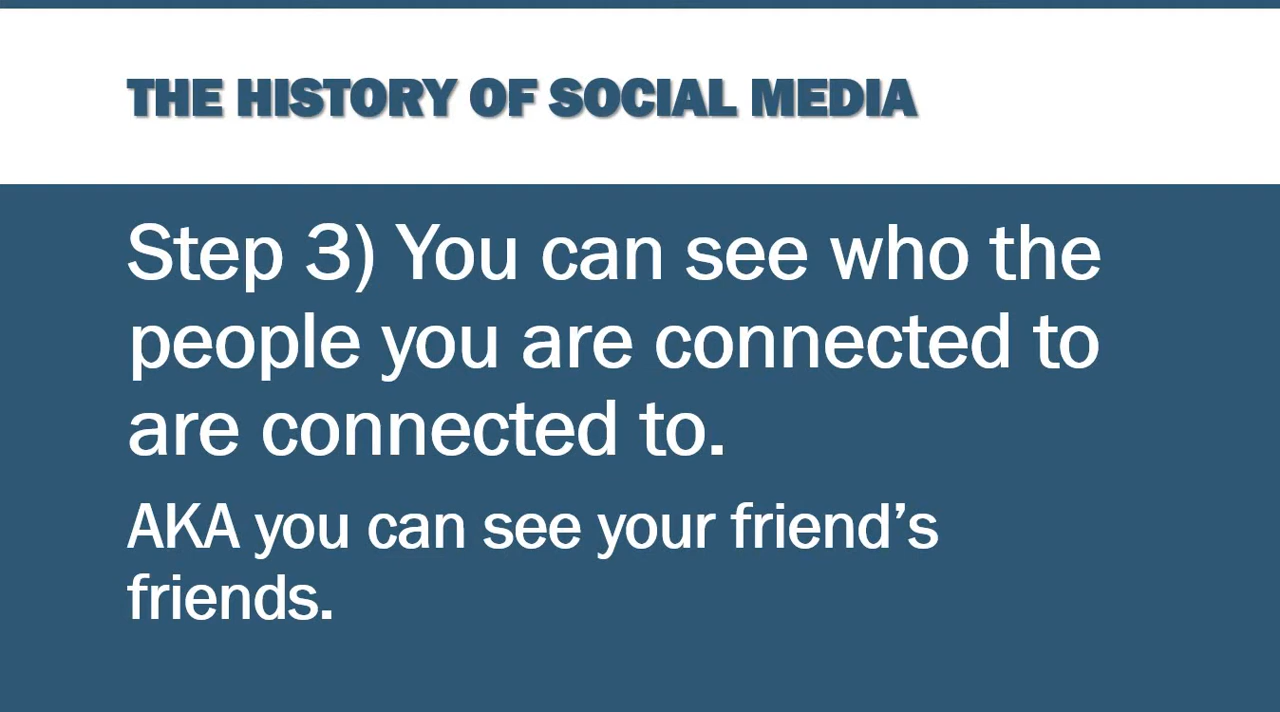 THE HISTORY OF SOCIAL MEDIA
Step 3) You can see who the
people you are connected to
are connected to.
AKA you can see your friend’s
friends.